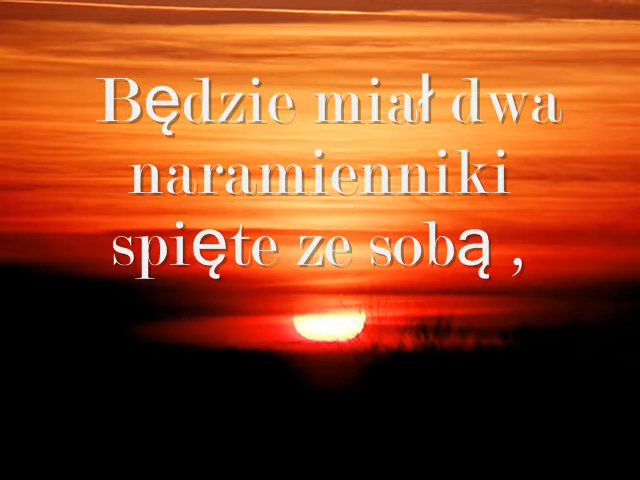 Będzie miał dwa
naramienniki
spięte ze sobą ,